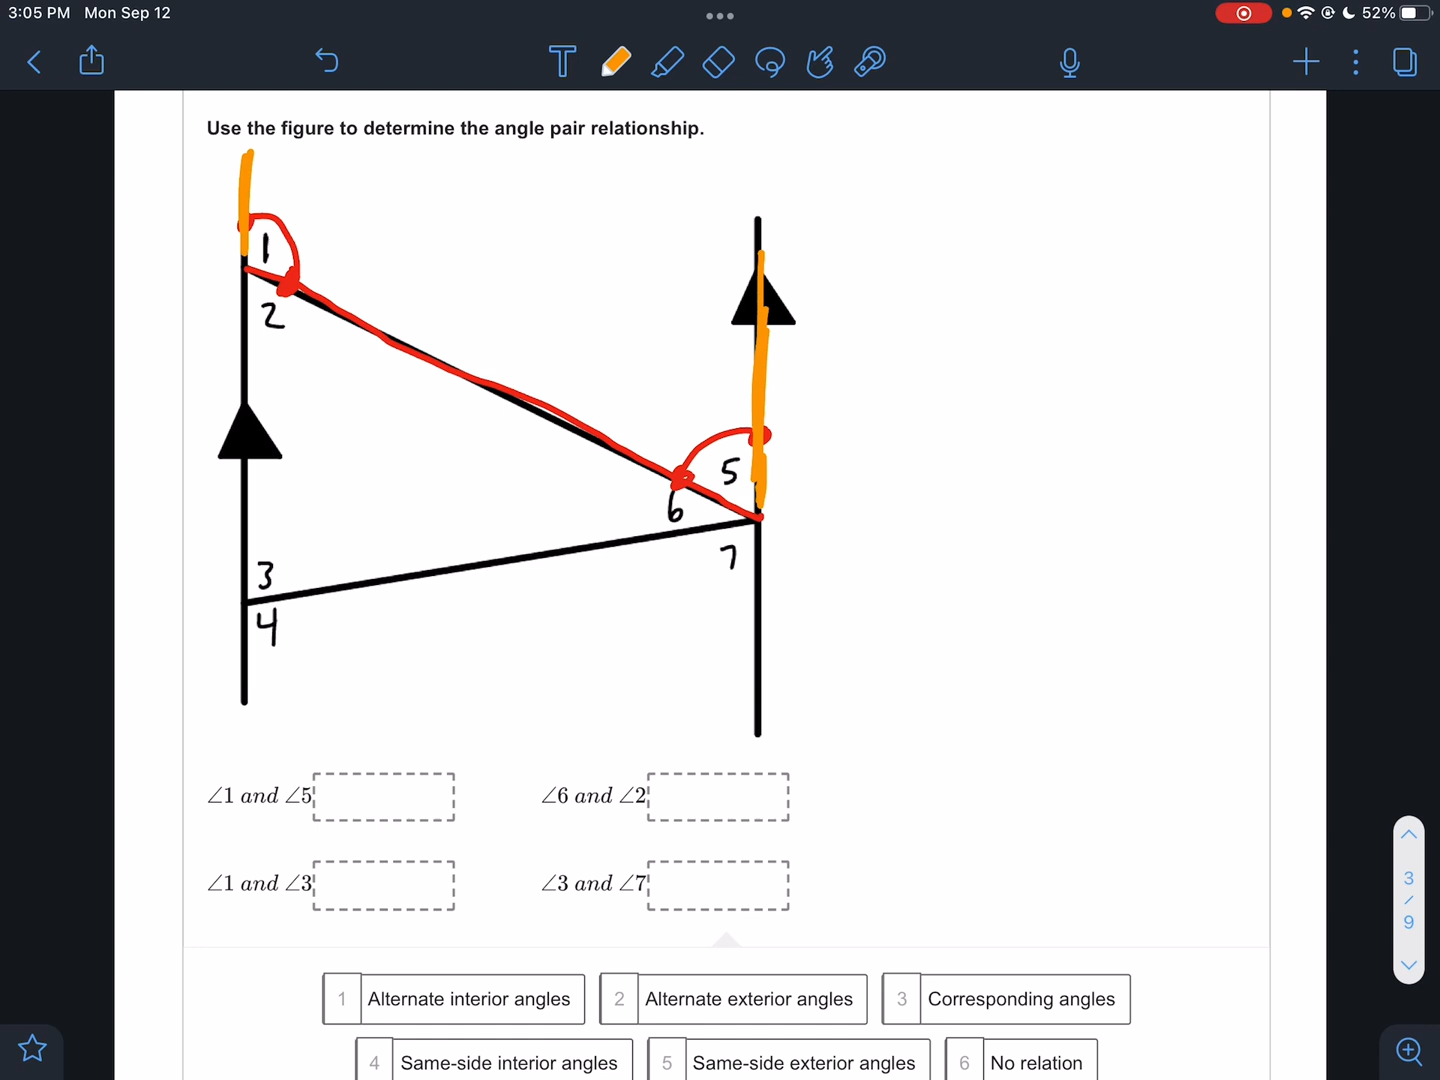 3:05 PM Mon Sep 12 52%
T
Use the figure to determine the angle pair relationship.
1
2
5
6
7
3
4
∠1 and ∠5 ∠6 and ∠2
∠1 and ∠3 ∠3 and ∠7
3
/
9
1 Alternate interior angles 2 Alternate exterior angles 3 Corresponding angles
4 Same-side interior angles 5 Same-side exterior angles 6 No relation